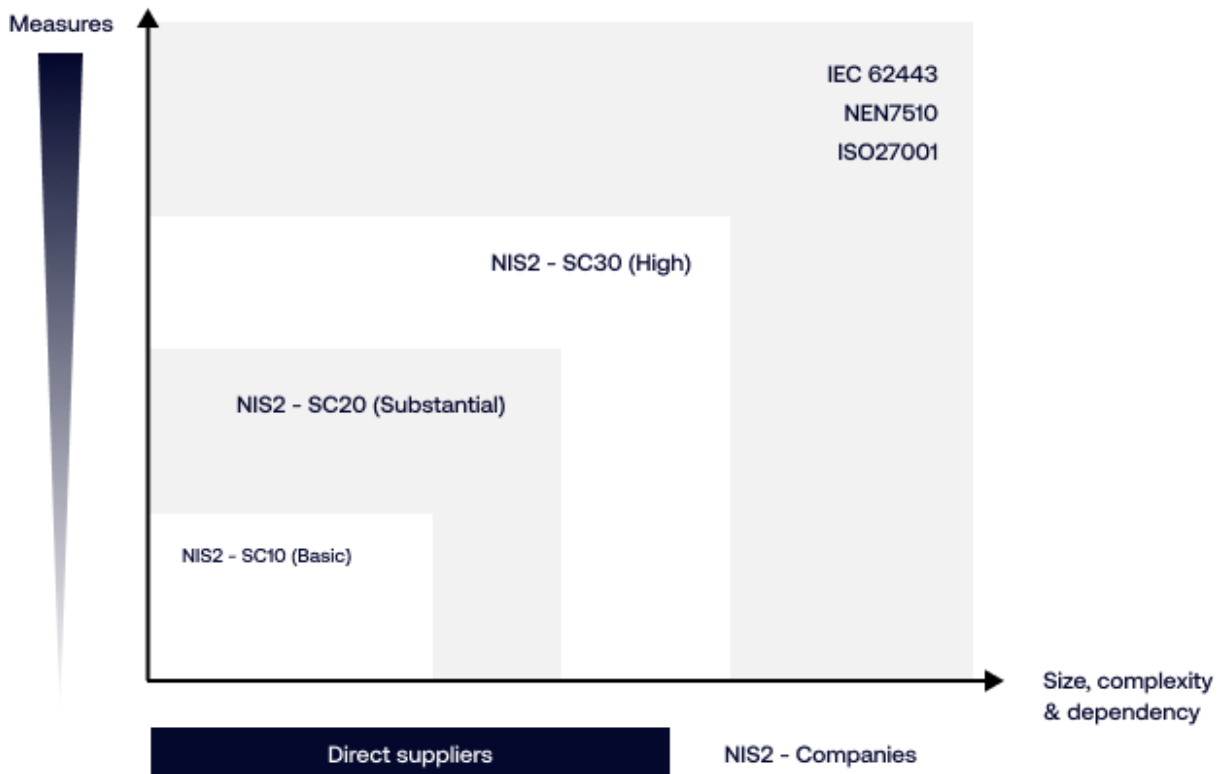 Measures
IEC 62443
NEN7510
ISO27001
NIS2 - SC30 (High)
NIS2 - SC20 (Substantial)
NIS2 - SC10 (Basic)
Size, complexity
& dependency
Direct suppliers
NIS2 - Companies